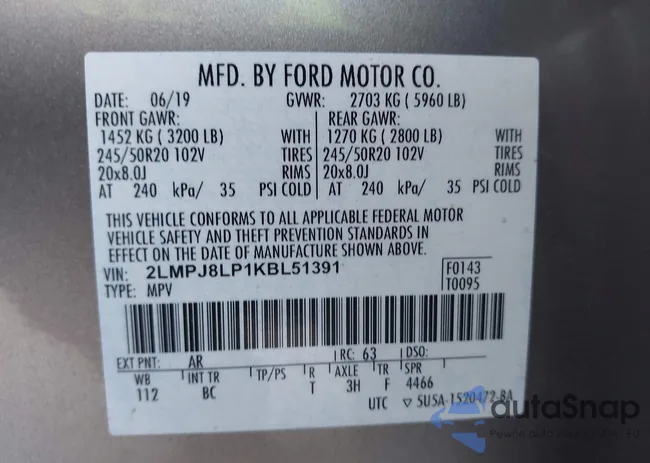 MFD. BY FORD MOTOR CO.
DATE: 06/19 GVWR: 2703 KG ( 5960 LB)
FRONT GAWR: REAR GAWR:
1452 KG ( 3200 LB) WITH 1270 KG ( 2800 LB) WITH
245/50R20 102V TIRES 245/50R20 102V TIRES
20x8.0J RIMS 20x8.0J RIMS
AT 240 kPa/ 35 PSI COLD AT 240 kPa/ 35 PSI COLD
THIS VEHICLE CONFORMS TO ALL APPLICABLE FEDERAL MOTOR
VEHICLE SAFETY AND THEFT PREVENTION STANDARDS IN
EFFECT ON THE DATE OF MANUFACTURE SHOWN ABOVE.
VIN: 2LMPJ8LP1KBL51391 F0143
TYPE: MPV T0095
EXT PNT: AR RC: 63 DSO:
WB INT TR TP/PS R AXLE TR SPR
112 BC T 3H F 4466
UTC ▽ SU5A-1520472-BA
autaSnap